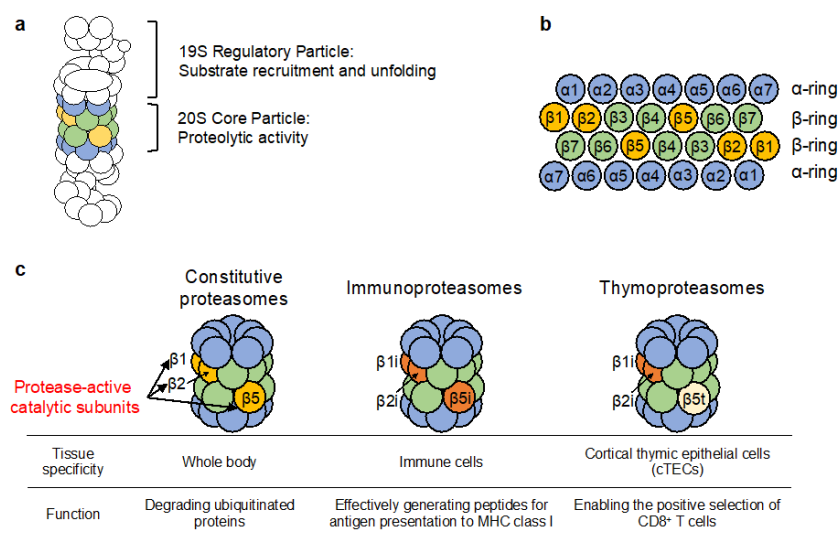 a
19S Regulatory Particle:
Substrate recruitment and unfolding
20S Core Particle:
Proteolytic activity
b
α1 α2 α3 α4 α5 α6 α7 α-ring
β1 β2 β3 β4 β5 β6 β7 β-ring
β7 β6 β5 β4 β3 β2 β1 β-ring
α7 α6 α5 α4 α3 α2 α1 α-ring
c
Constitutive
proteasomes
Immunoproteasomes
Thymoproteasomes
β1
β2
β5
Protease-active
catalytic subunits
β1i
β2i
β5i
β1i
β2i
β5t
Tissue
specificity
Whole body
Immune cells
Cortical thymic epithelial cells
(cTECs)
Function
Degrading ubiquitinated
proteins
Effectively generating peptides for
antigen presentation to MHC class I
Enabling the positive selection of
CD8⁺ T cells